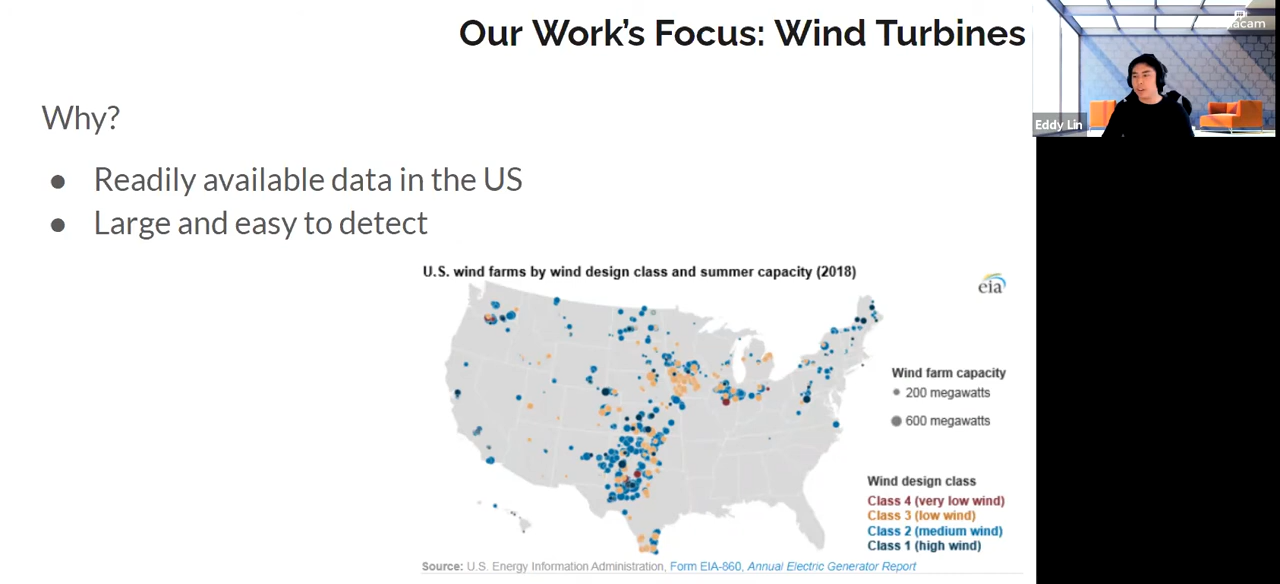 Our Work's Focus: Wind Turbines
Eddy Lin
Why?
● Readily available data in the US
● Large and easy to detect
U.S. wind farms by wind design class and summer capacity (2018)
eia
Wind farm capacity
200 megawatts
600 megawatts
Wind design class
Class 4 (very low wind)
Class 3 (low wind)
Class 2 (medium wind)
Class 1 (high wind)
Source: U.S. Energy Information Administration, Form EIA-860, Annual Electric Generator Report